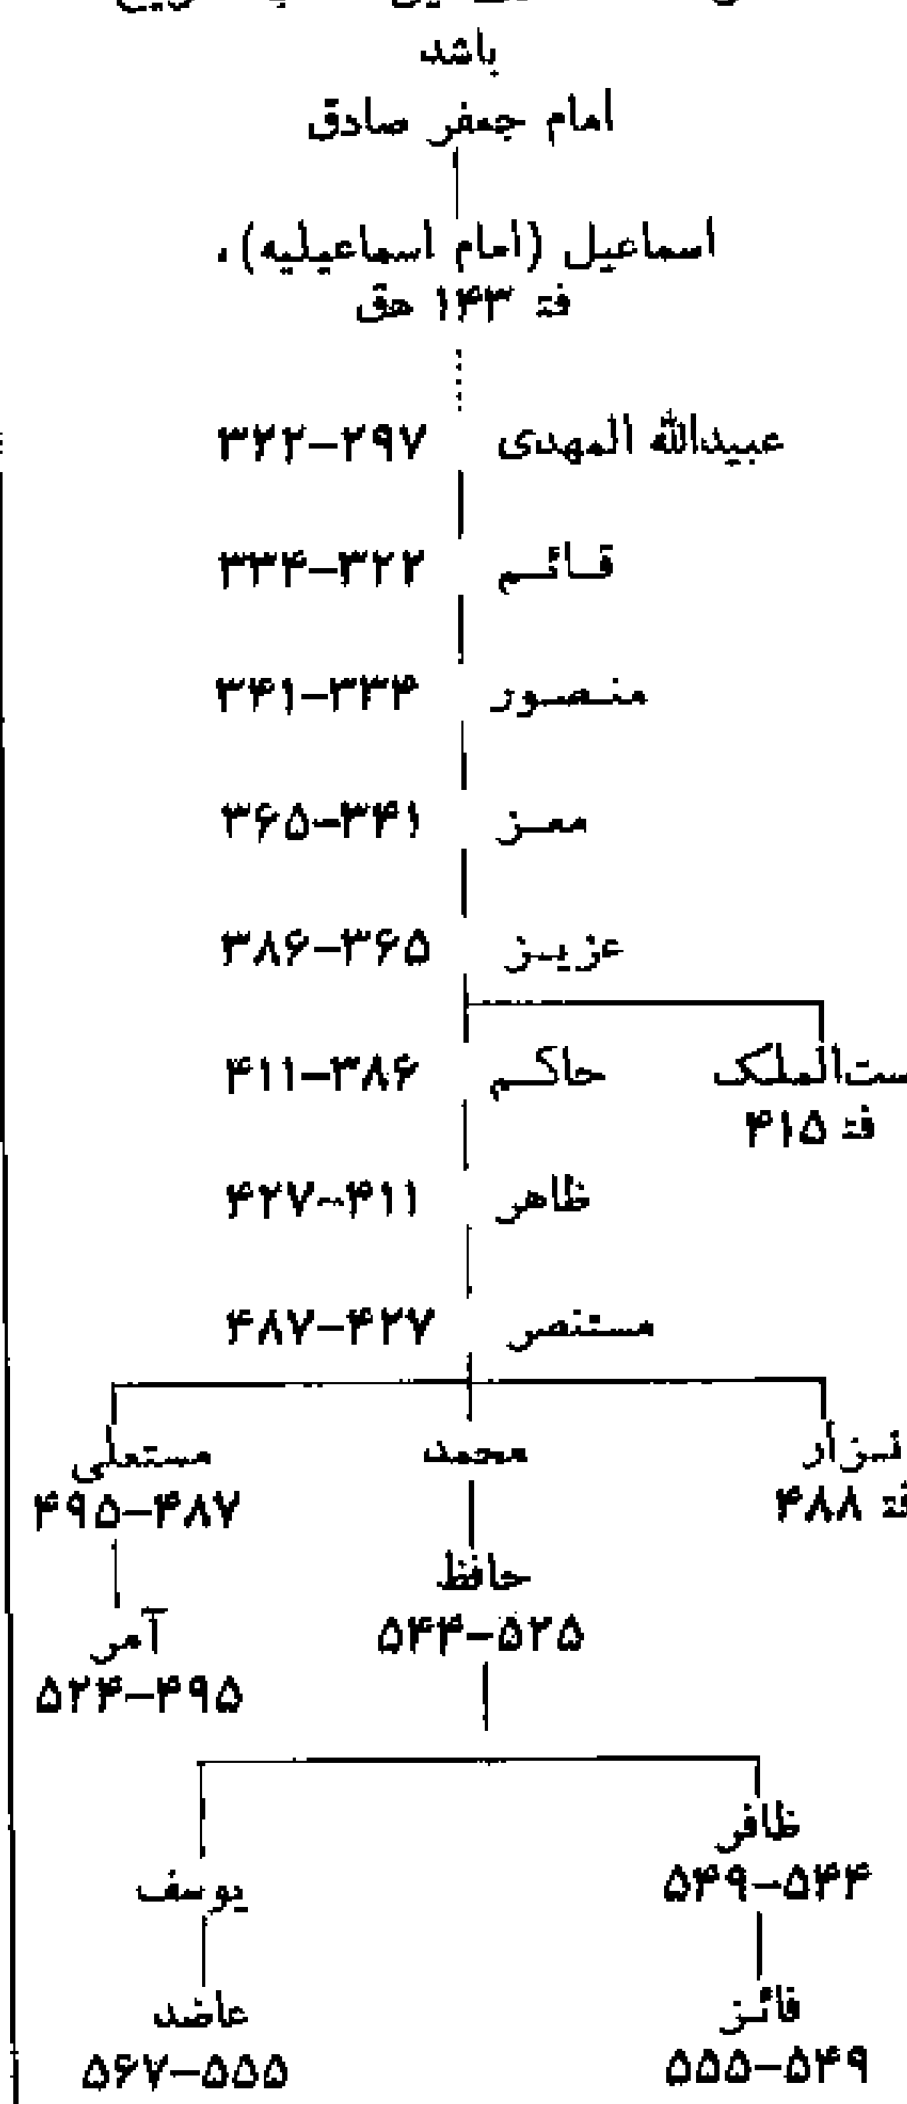 باشد
امام جعفر صادق
اسماعیل (امام اسماعیلیه).
فتـ ۱۴۳ هق
عبیدالله المهدی ۲۹۷-۳۲۲
قائم ۳۲۲-۳۳۴
منصور ۳۳۴-۳۴۱
معز ۳۴۱-۳۶۵
عزیز ۳۶۵-۳۸۶
ست‌الملک
فتـ ۴۱۵
حاکم ۳۸۶-۴۱۱
ظاهر ۴۱۱-۴۲۷
مستنصر ۴۲۷-۴۸۷
نزار
فتـ ۴۸۸
محمد
مستعلی
۴۸۷-۴۹۵
حافظ
۵۲۵-۵۴۴
آمر
۴۹۵-۵۲۴
ظافر
۵۴۴-۵۴۹
یوسف
فائز
۵۴۹-۵۵۵
عاضد
۵۵۵-۵۶۷